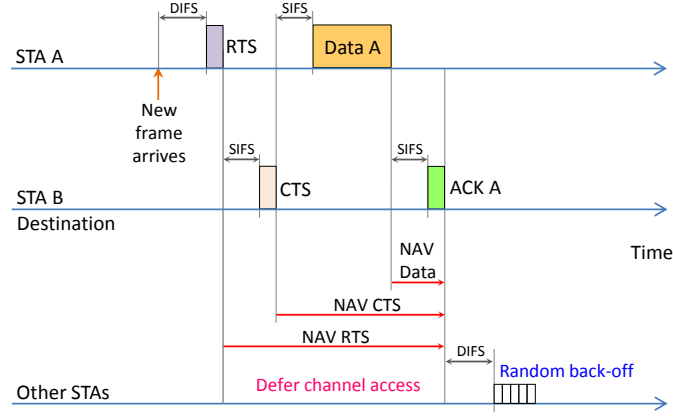 DIFS
SIFS
RTS
Data A
STA A
New
frame
arrives
SIFS
SIFS
CTS
ACK A
STA B
Destination
Time
NAV
Data
NAV CTS
NAV RTS
DIFS
Random back-off
Defer channel access
Other STAs